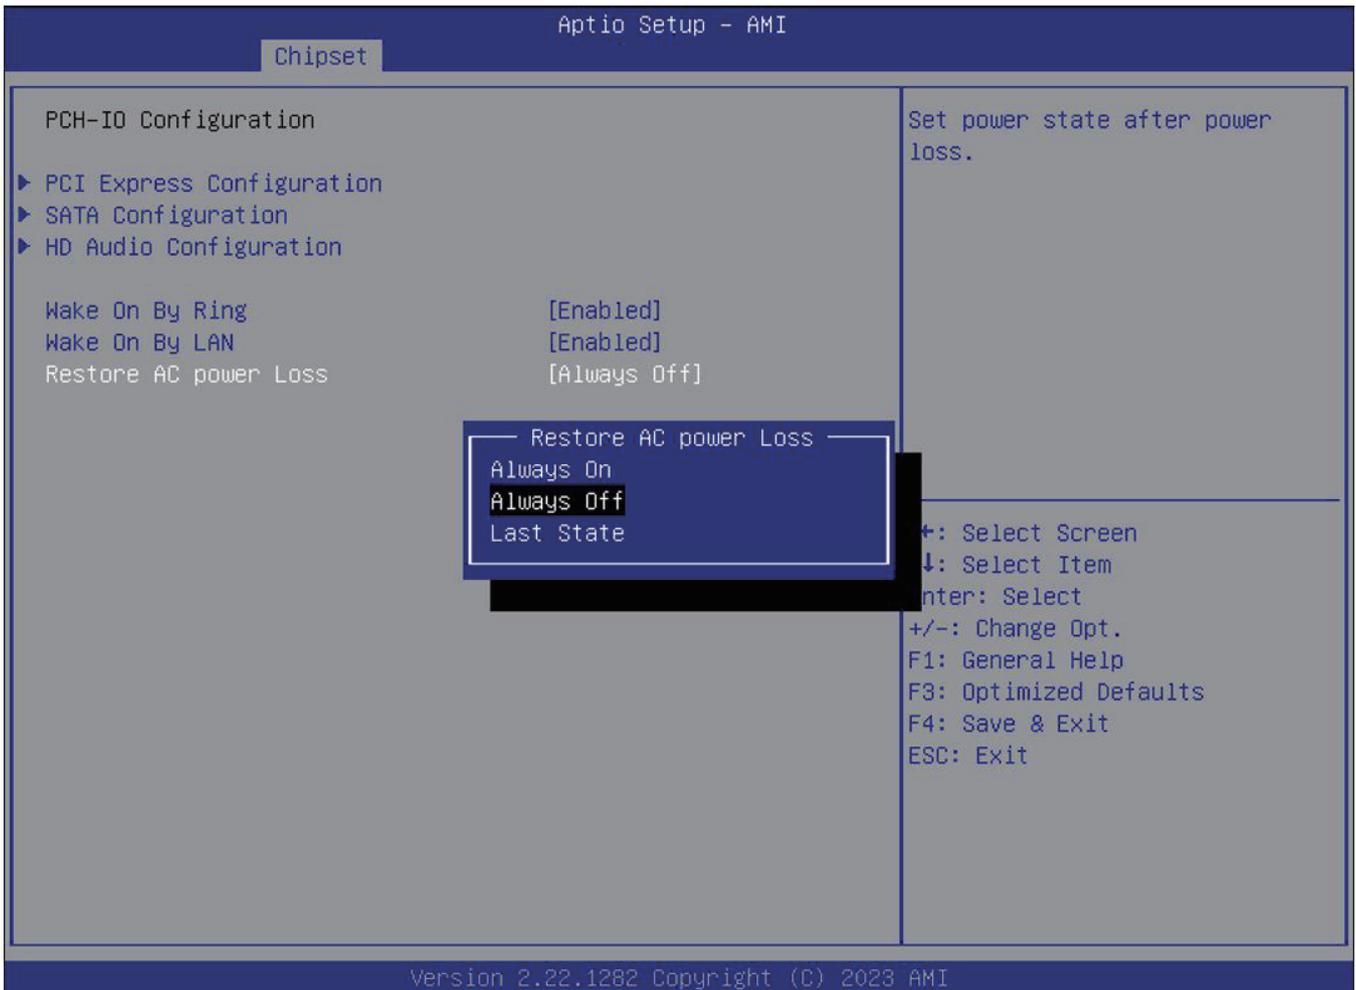 Aptio Setup – AMI
Chipset
PCH-IO Configuration
PCI Express Configuration
SATA Configuration
HD Audio Configuration
Wake On By Ring [Enabled]
Wake On By LAN [Enabled]
Restore AC power Loss [Always Off]
Restore AC power Loss
Always On
Always Off
Last State
Set power state after power
loss.
: Select Screen
↓: Select Item
nter: Select
+/-: Change Opt.
F1: General Help
F3: Optimized Defaults
F4: Save & Exit
ESC: Exit
Version 2.22.1282 Copyright (C) 2023 AMI